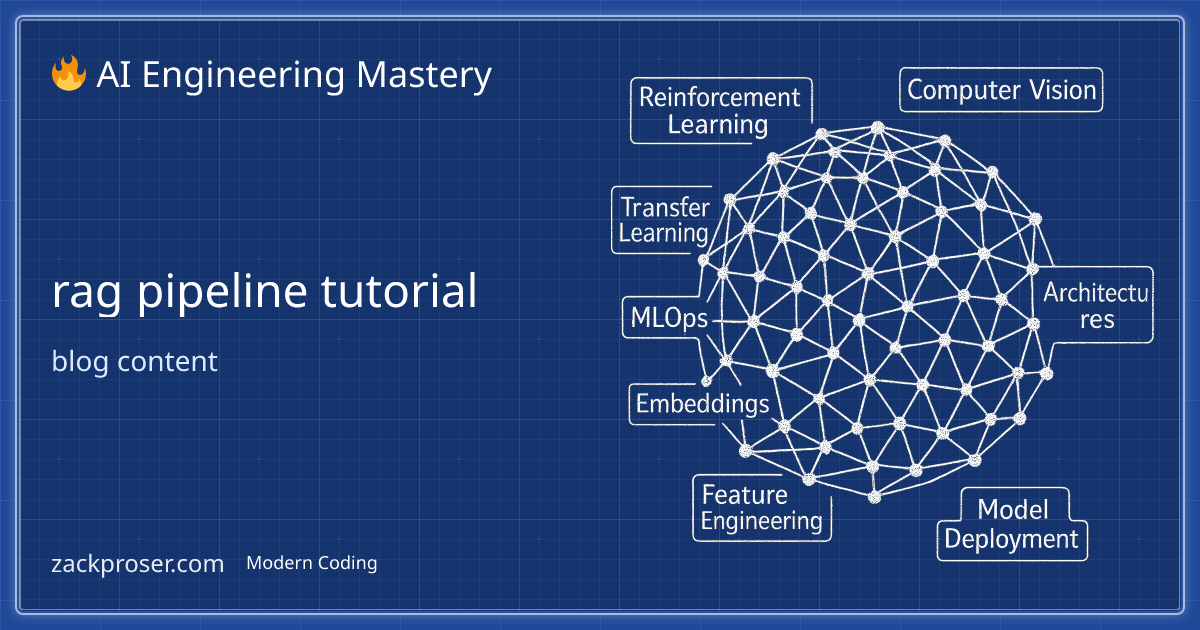 🔥 AI Engineering Mastery
rag pipeline tutorial
blog content
zackproser.com
Modern Coding
Reinforcement
Learning
Computer Vision
Transfer
Learning
MLOps
Architectu
res
Embeddings
Feature
Engineering
Model
Deployment